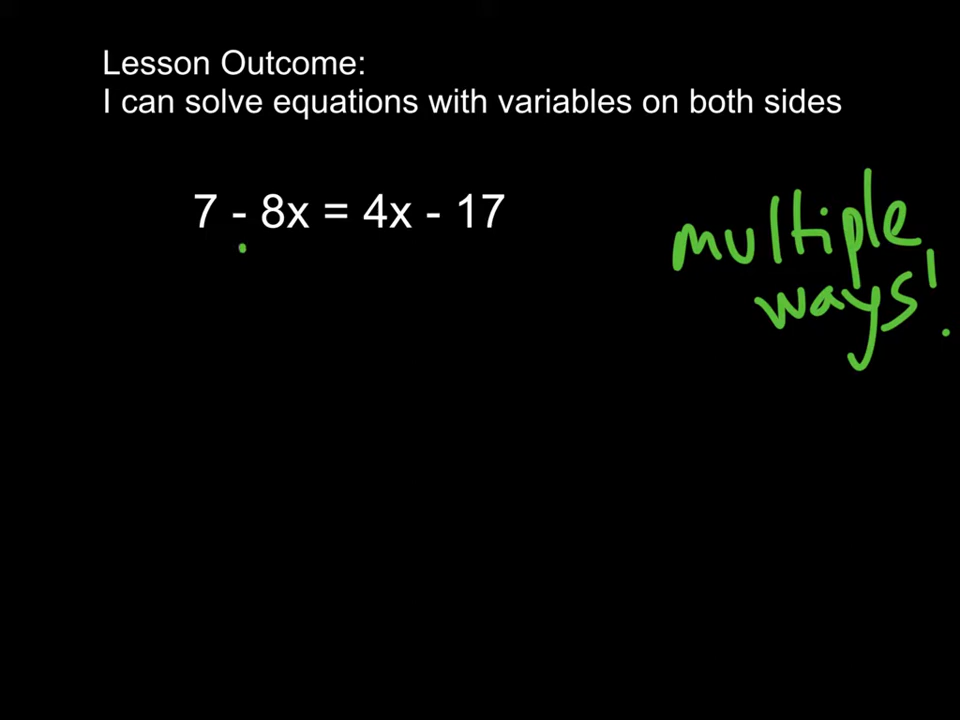 Lesson Outcome:
I can solve equations with variables on both sides
7 - 8x = 4x - 17
multiple
ways!